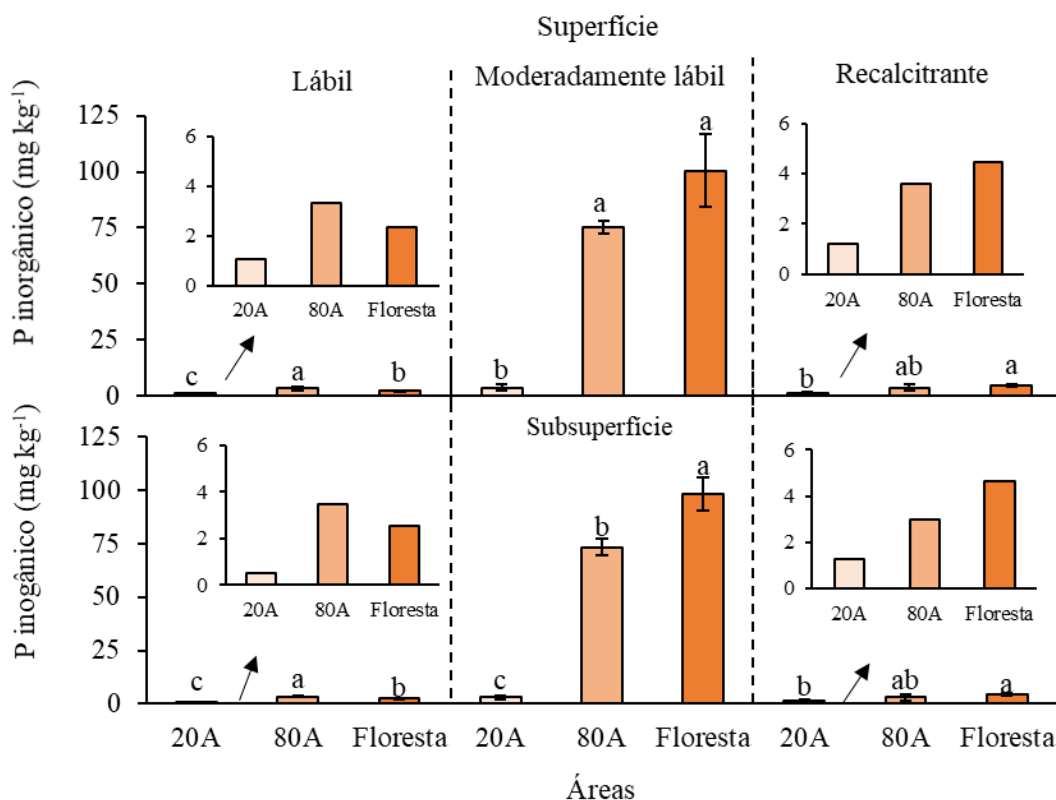 Superfície
Lábil
Moderadamente lábil
Recalcitrante
P inorgânico (mg kg⁻¹)
125
100
75
50
25
0
6
4
2
0
20A 80A Floresta
c a b
b a a
6
4
2
0
20A 80A Floresta
b ab a
Subsuperfície
P inogânico (mg kg⁻¹)
125
100
75
50
25
0
6
4
2
0
20A 80A Floresta
c a b
c b a
6
4
2
0
20A 80A Floresta
b ab a
20A 80A Floresta 20A 80A Floresta 20A 80A Floresta
Áreas